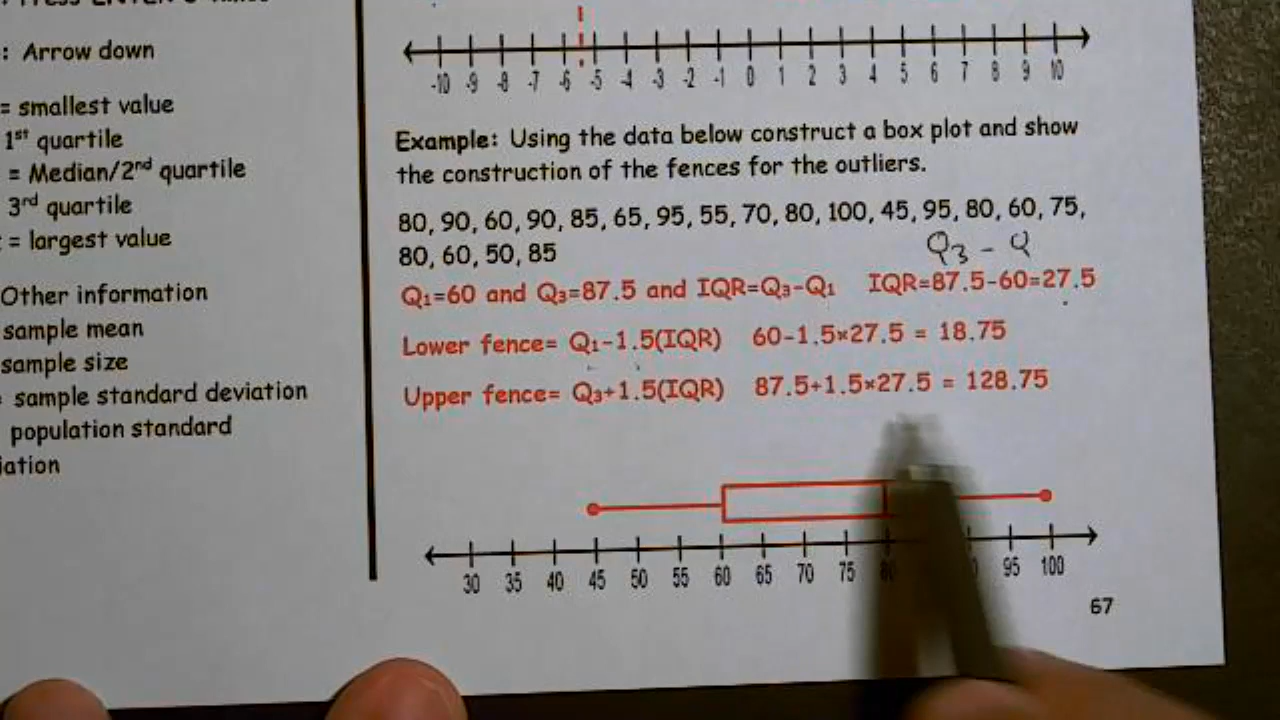 : Arrow down
= smallest value
1st quartile
= Median/2nd quartile
3rd quartile
= largest value
Other information
sample mean
sample size
= sample standard deviation
population standard
-10 -9 -8 -7 -6 -5 -4 -3 -2 -1 0 1 2 3 4 5 6 7 8 9 10
Example: Using the data below construct a box plot and show
the construction of the fences for the outliers.
80, 90, 60, 90, 85, 65, 95, 55, 70, 80, 100, 45, 95, 80, 60, 75,
80, 60, 50, 85
Q3 - Q
Q1=60 and Q3=87.5 and IQR=Q3-Q1 IQR=87.5-60=27.5
Lower fence= Q1-1.5(IQR) 60-1.5×27.5 = 18.75
Upper fence= Q3+1.5(IQR) 87.5+1.5×27.5 = 128.75
30 35 40 45 50 55 60 65 70 75 80 95 100
67